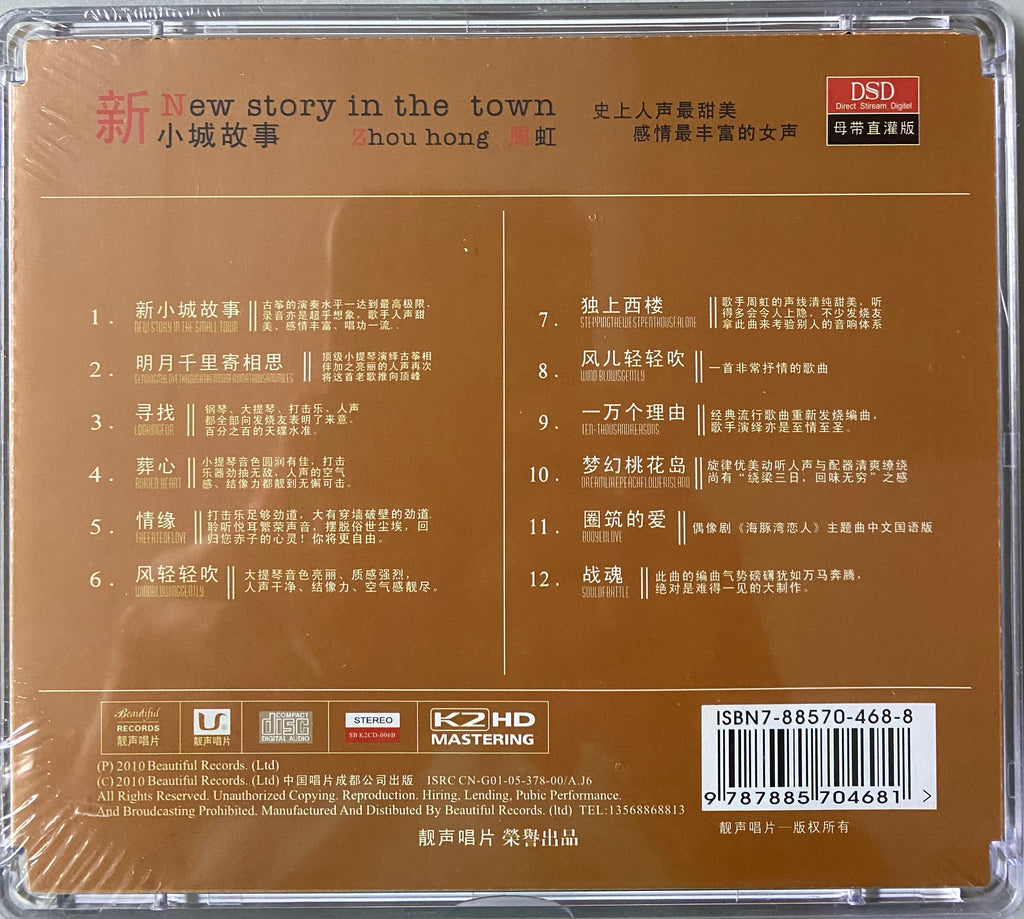 新 New story in the town
小城故事 Zhou hong 周虹
史上人声最甜美
感情最丰富的女声
DSD
Direct Stream Digitel
母带直灌版
1. 新小城故事
NEW STORY IN THE SMALL TOWN
古筝的演奏水平一达到最高极限,
录音亦是超乎想象,歌手人声甜
美、感情丰富、唱功一流..
2. 明月千里寄相思
顶级小提琴演绎古筝相
伴加之亮丽的人声再次
将这首老歌推向顶峰
3. 寻找
LOOKINGFOR
钢琴、大提琴、打击乐、人声
都全部向发烧友表明了来意。
百分之百的天碟水准。
4. 葬心
BURIED HEART
小提琴音色圆润有佳,打击
乐器劲抽无敌,人声的空气
感、结像力都靓到无懈可击。
5. 情缘
THEFATEOFLOVE
打击乐足够劲道,大有穿墙破壁的劲道,
聆听悦耳繁荣声音,摆脱俗世尘埃,回
归您赤子的心灵!你将更自由。
6. 风轻轻吹
WINDBLOWINGGENTLY
大提琴音色亮丽、质感强烈,
人声干净、结像力、空气感靓尽。
7. 独上西楼
STEPPINGTHEWESTPENTHOUSEALONE
歌手周虹的声线清纯甜美,听
得多会令人上隐,不少发烧友
拿此曲来考验别人的音响体系
8. 风儿轻轻吹
WIND BLOWSGENTLY
一首非常抒情的歌曲
9. 一万个理由
TEN-THOUSANDREASONS
经典流行歌曲重新发烧编曲,
歌手演绎亦是至情至圣。
10. 梦幻桃花岛
DREAMLIKEPEACHFLOWERISLAND
旋律优美动听人声与配器清爽缭绕
尚有“绕梁三日,回味无穷”之感
11. 圈筑的爱
BUOYEDLOVE
偶像剧《海豚湾恋人》主题曲中文国语版
12. 战魂
SOULOFBATTLE
此曲的编曲气势磅礴犹如万马奔腾,
绝对是难得一见的大制作。
Beautiful
RECORDS
靓声唱片
靓声唱片
COMPACT
disc
DIGITAL AUDIO
STEREO
SB K2CD-006B
K2HD
MASTERING
ISBN7-88570-468-8
9 787885 704681 >
(P) 2010 Beautiful Records. (Ltd)
(C) 2010 Beautiful Records. (Ltd) 中国唱片成都公司出版 ISRC CN-G01-05-378-00/A.J6
All Rights Reserved. Unauthorized Copying. Reproduction. Hiring, Lending, Pubic Performance.
And Broadcasting Prohibited. Manufactured And Distibuted By Beautiful Records. (ltd) TEL:13568868813
靓声唱片—版权所有
靓声唱片 榮譽出品